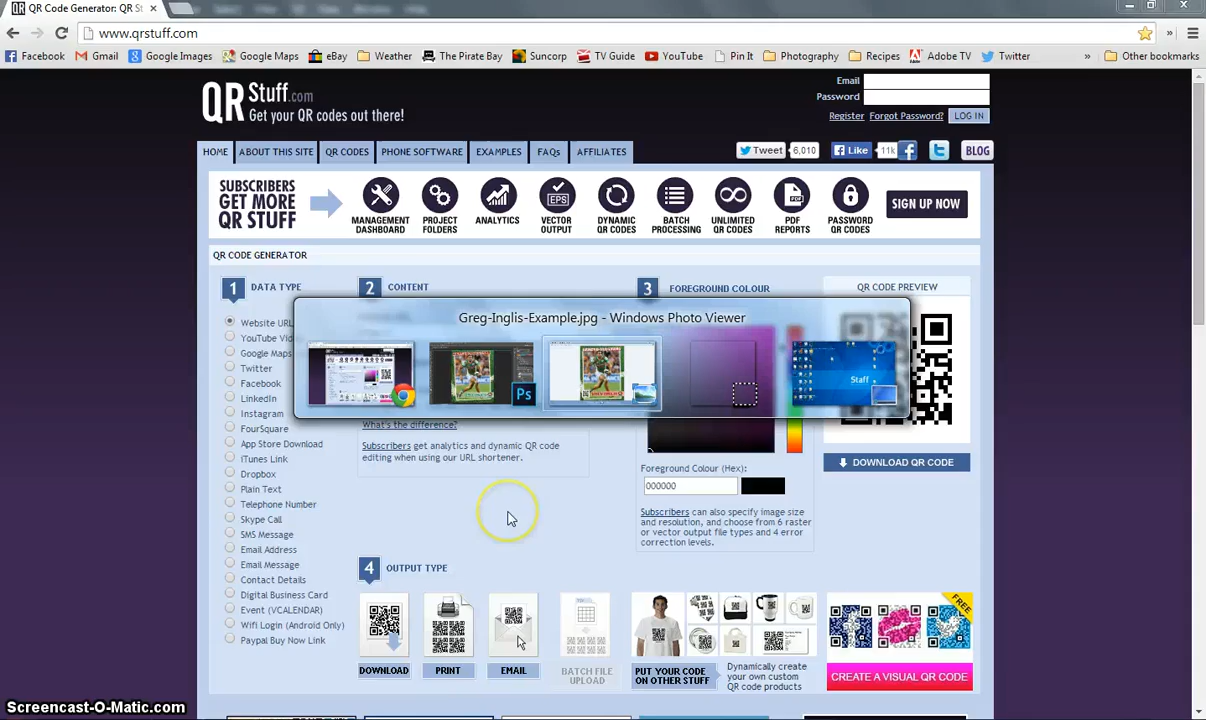 QR Code Generator: QR St
www.qrstuff.com
Facebook Gmail Google Images Google Maps eBay Weather The Pirate Bay Suncorp TV Guide YouTube Pin It Photography Recipes Adobe TV Twitter » Other bookmarks
QR Stuff.com
Get your QR codes out there!
Email
Password
Register Forgot Password? LOG IN
HOME ABOUT THIS SITE QR CODES PHONE SOFTWARE EXAMPLES FAQs AFFILIATES
Tweet 6,010 Like 11k BLOG
SUBSCRIBERS
GET MORE
QR STUFF
MANAGEMENT
DASHBOARD
PROJECT
FOLDERS
ANALYTICS
EPS
VECTOR
OUTPUT
DYNAMIC
QR CODES
BATCH
PROCESSING
UNLIMITED
QR CODES
PDF
REPORTS
PASSWORD
QR CODES
SIGN UP NOW
QR CODE GENERATOR
1 DATA TYPE
Website URL
YouTube Vid
Google Maps
Twitter
Facebook
LinkedIn
Instagram
FourSquare
App Store Download
iTunes Link
Dropbox
Plain Text
Telephone Number
Skype Call
SMS Message
Email Address
Email Message
Contact Details
Digital Business Card
Event (VCALENDAR)
Wifi Login (Android Only)
Paypal Buy Now Link
2 CONTENT
Greg-Inglis-Example.jpg - Windows Photo Viewer
Ps
Staff
What's the difference?
Subscribers get analytics and dynamic QR code
editing when using our URL shortener.
3 FOREGROUND COLOUR
Foreground Colour (Hex):
000000
Subscribers can also specify image size
and resolution, and choose from 6 raster
or vector output file types and 4 error
correction levels.
QR CODE PREVIEW
DOWNLOAD QR CODE
4 OUTPUT TYPE
DOWNLOAD
PRINT
EMAIL
BATCH FILE
UPLOAD
PUT YOUR CODE
ON OTHER STUFF
Dynamically create
your own custom
QR code products
FREE
CREATE A VISUAL QR CODE
Screencast-O-Matic.com